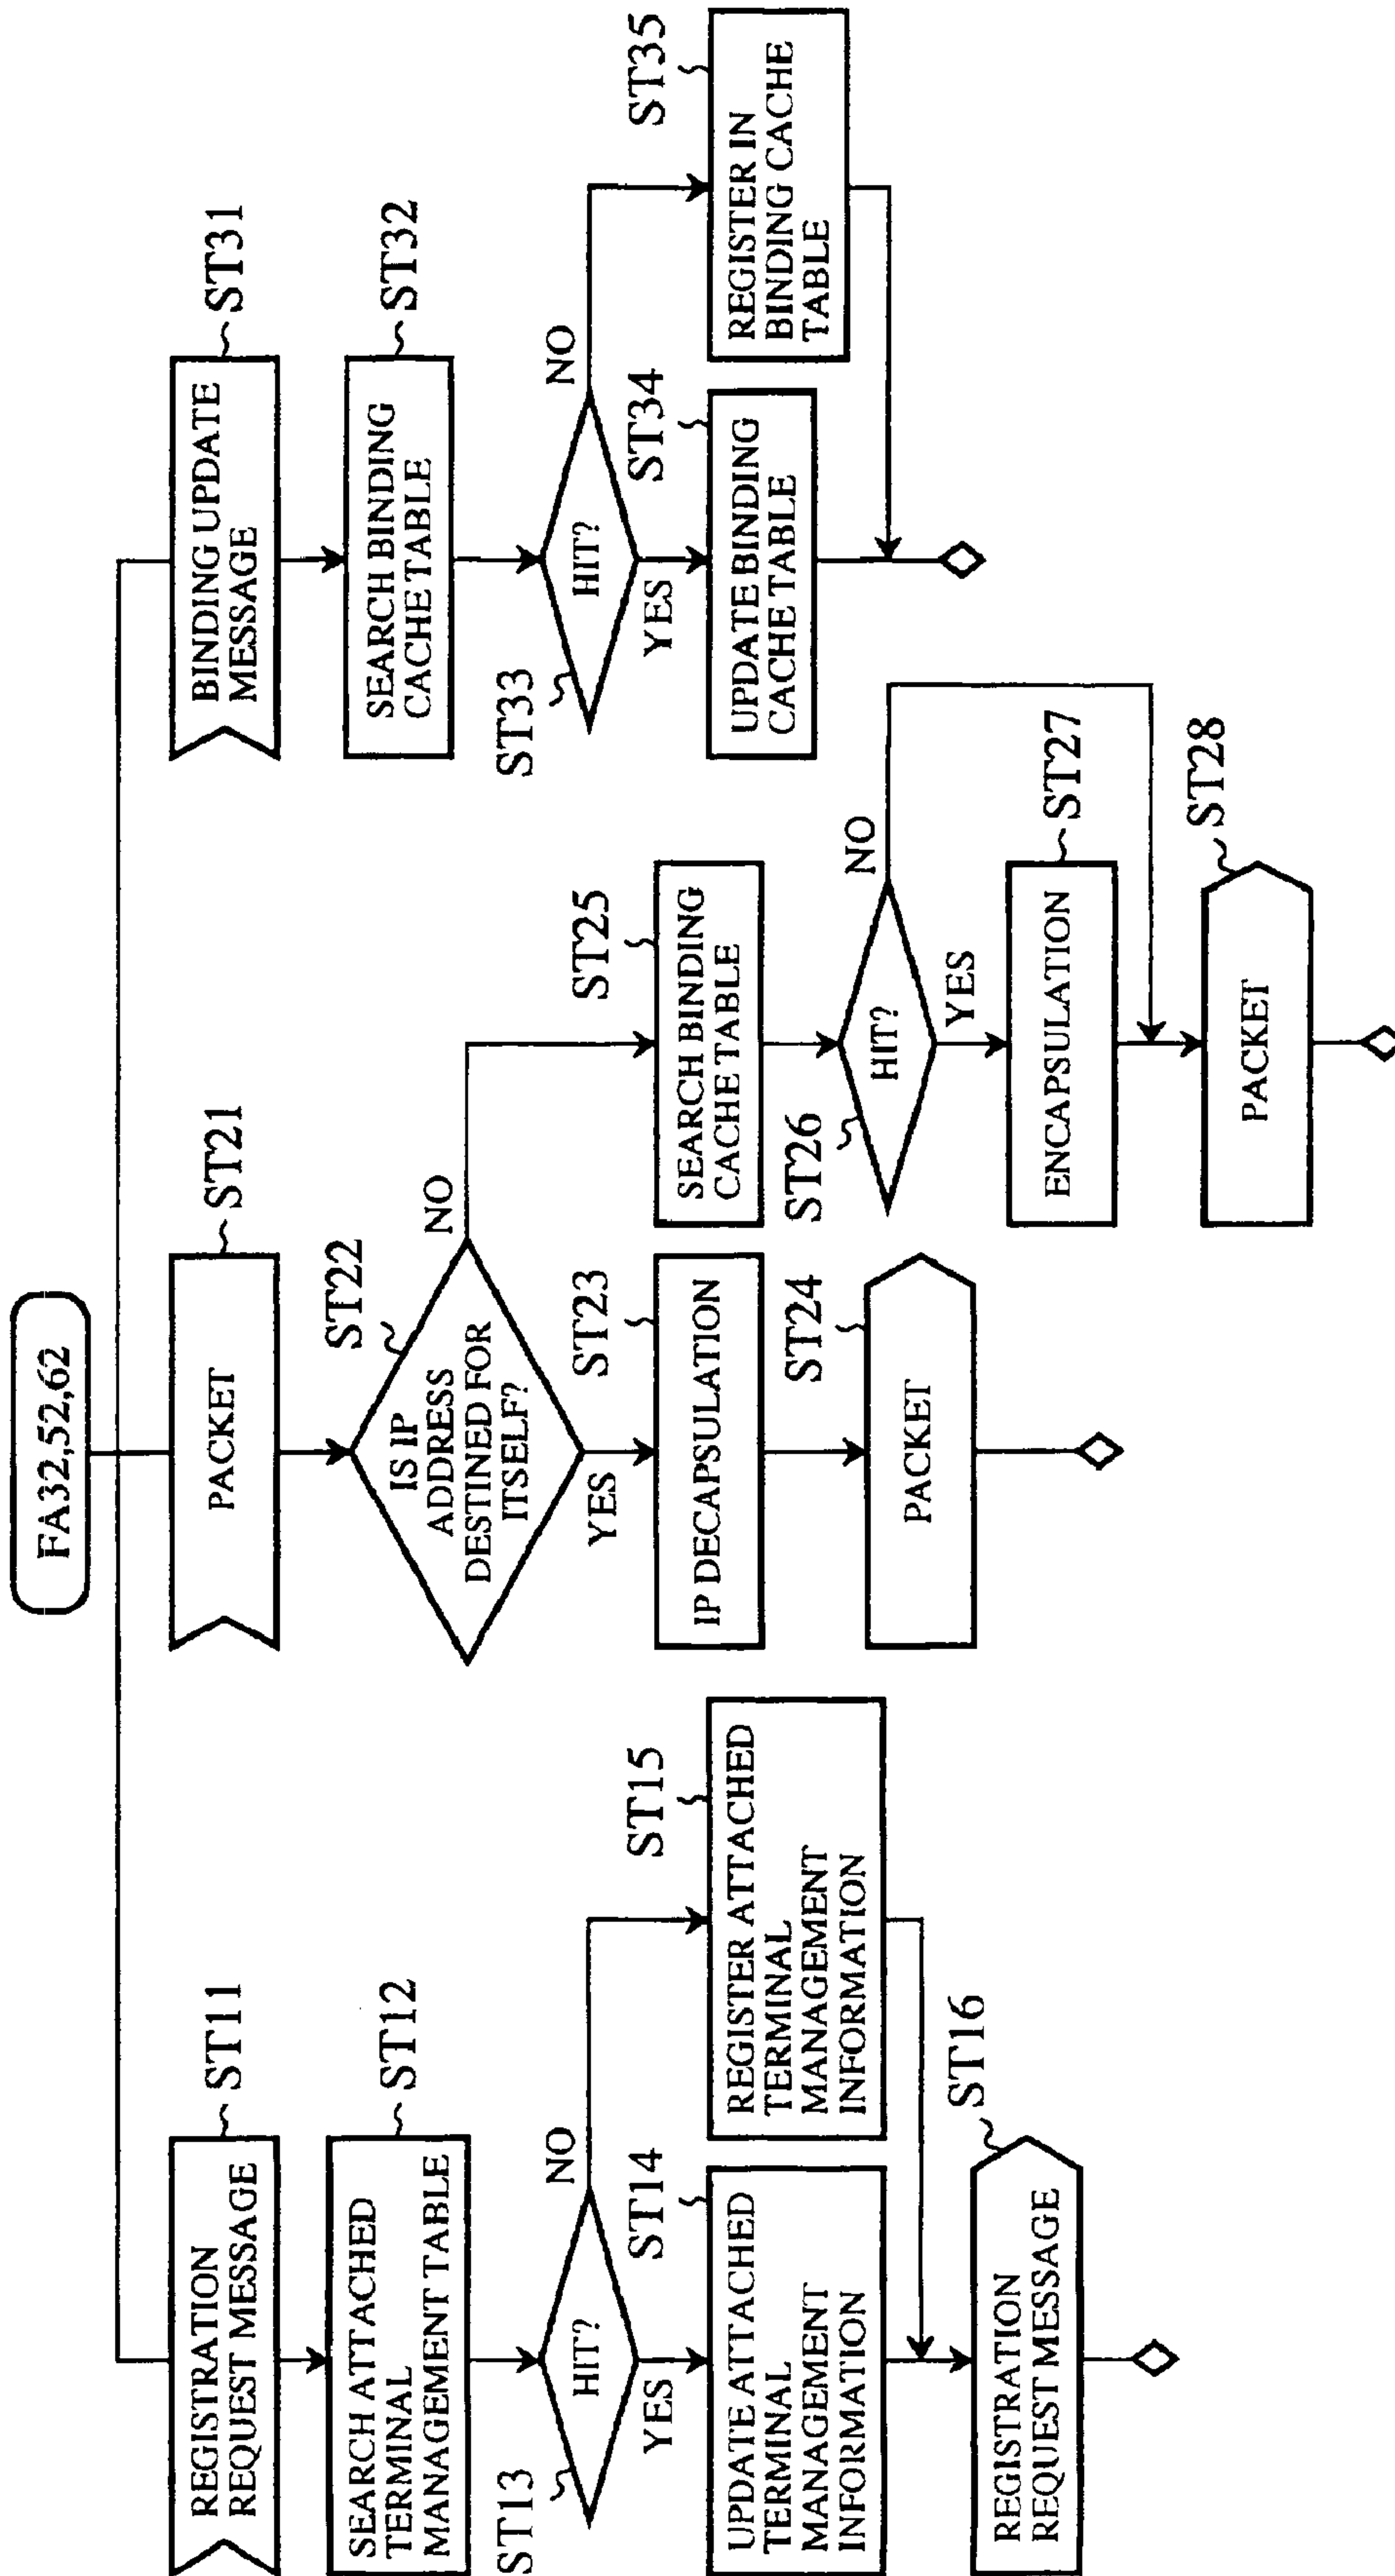 FA32,52,62
REGISTRATION
REQUEST MESSAGE
ST11
SEARCH ATTACHED
TERMINAL
MANAGEMENT TABLE
ST12
HIT?
ST13
YES
NO
UPDATE ATTACHED
TERMINAL
MANAGEMENT
INFORMATION
ST14
REGISTER ATTACHED
TERMINAL
MANAGEMENT
INFORMATION
ST15
REGISTRATION
REQUEST MESSAGE
ST16
PACKET
ST21
IS IP
ADDRESS
DESTINED FOR
ITSELF?
ST22
YES
NO
IP DECAPSULATION
ST23
PACKET
ST24
SEARCH BINDING
CACHE TABLE
ST25
HIT?
ST26
YES
NO
ENCAPSULATION
ST27
PACKET
ST28
BINDING UPDATE
MESSAGE
ST31
SEARCH BINDING
CACHE TABLE
ST32
HIT?
ST33
YES
NO
UPDATE BINDING
CACHE TABLE
ST34
REGISTER IN
BINDING CACHE
TABLE
ST35